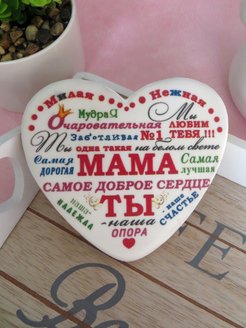 Милая Нежная
МудраЯ
Очаровательная
Мы
ЛЮБИМ
Заботливая
№1 ТЕБЯ !!!
Ты одна такая на белом свете
Самая
ДОРОГАЯ
МАМА
Самая
лучшая
САМОЕ ДОБРОЕ СЕРДЦЕ
наша
НАДЕЖДА
ТЫ
-наше
СЧАСТЬЕ
-наша
ОПОРА